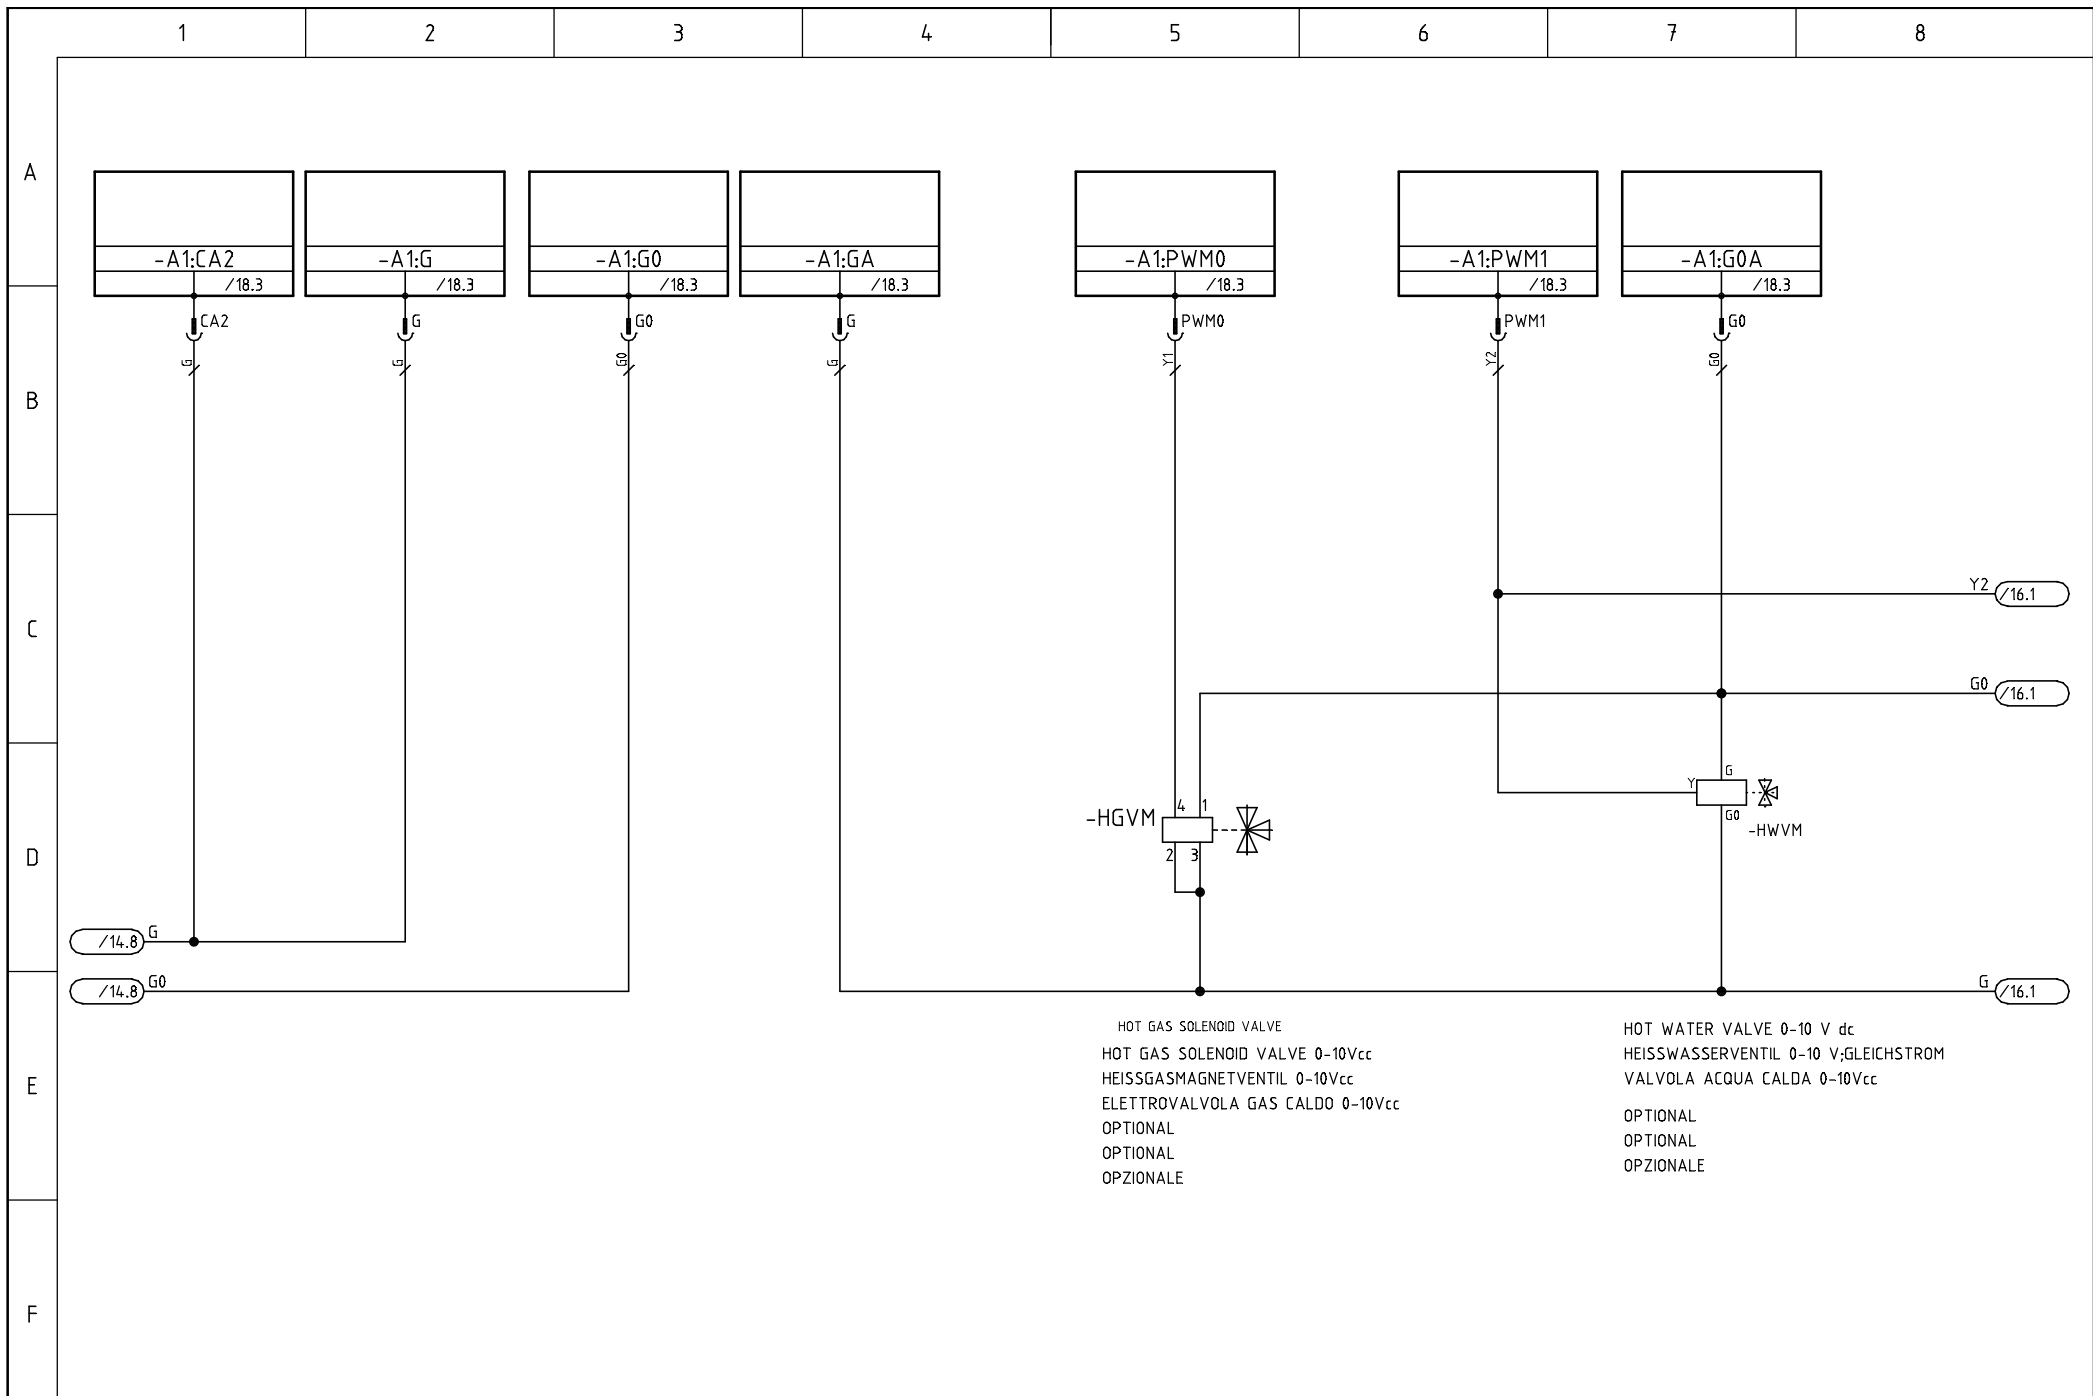 1 2 3 4 5 6 7 8
A
-A1:CA2 -A1:G -A1:G0 -A1:GA -A1:PWM0 -A1:PWM1 -A1:G0A
/18.3 /18.3 /18.3 /18.3 /18.3 /18.3 /18.3
CA2 G G0 G PWM0 PWM1 G0
G G G0 G Y1 Y2 G0
B
Y2 /16.1
C
G0 /16.1
G
Y
4 1
-HGVM
G0
-HWVM
2 3
D
/14.8 G
/14.8 G0
G /16.1
HOT GAS SOLENOID VALVE
HOT GAS SOLENOID VALVE 0-10Vcc
HEISSGASMAGNETVENTIL 0-10Vcc
ELETTROVALVOLA GAS CALDO 0-10Vcc
OPTIONAL
OPTIONAL
OPZIONALE
HOT WATER VALVE 0-10 V dc
HEISSWASSERVENTIL 0-10 V;GLEICHSTROM
VALVOLA ACQUA CALDA 0-10Vcc
OPTIONAL
OPTIONAL
OPZIONALE
E
F